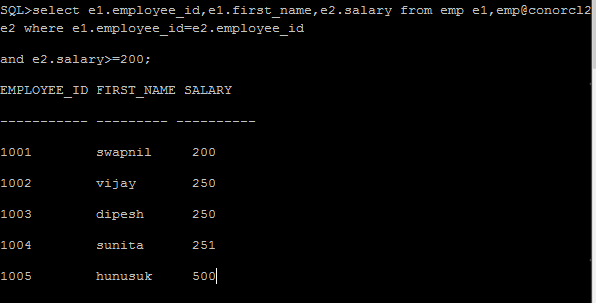 SQL>select e1.employee_id,e1.first_name,e2.salary from emp e1,emp@conorcl2
e2 where e1.employee_id=e2.employee_id
and e2.salary>=200;
EMPLOYEE_ID FIRST_NAME SALARY
----------- --------- ----------
1001 swapnil 200
1002 vijay 250
1003 dipesh 250
1004 sunita 251
1005 hunusuk 500